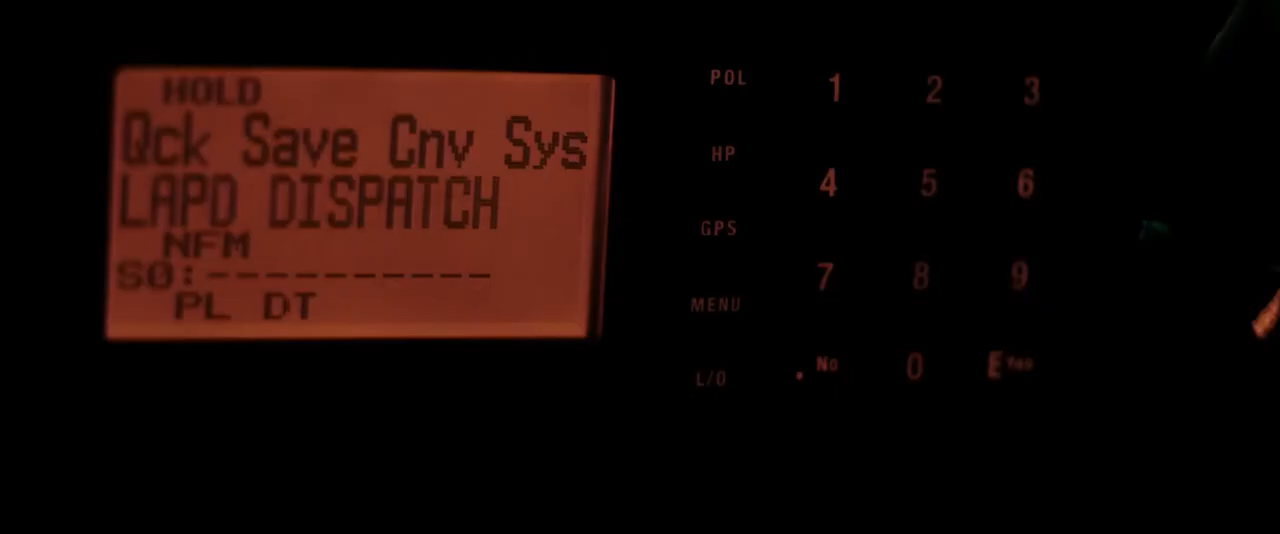 HOLD
Qck Save Cnv Sys
LAPD DISPATCH
NFM
S0:-----------
PL DT
POL 1 2 3
HP 4 5 6
GPS 7 8 9
MENU
L/O . No 0 E Yes